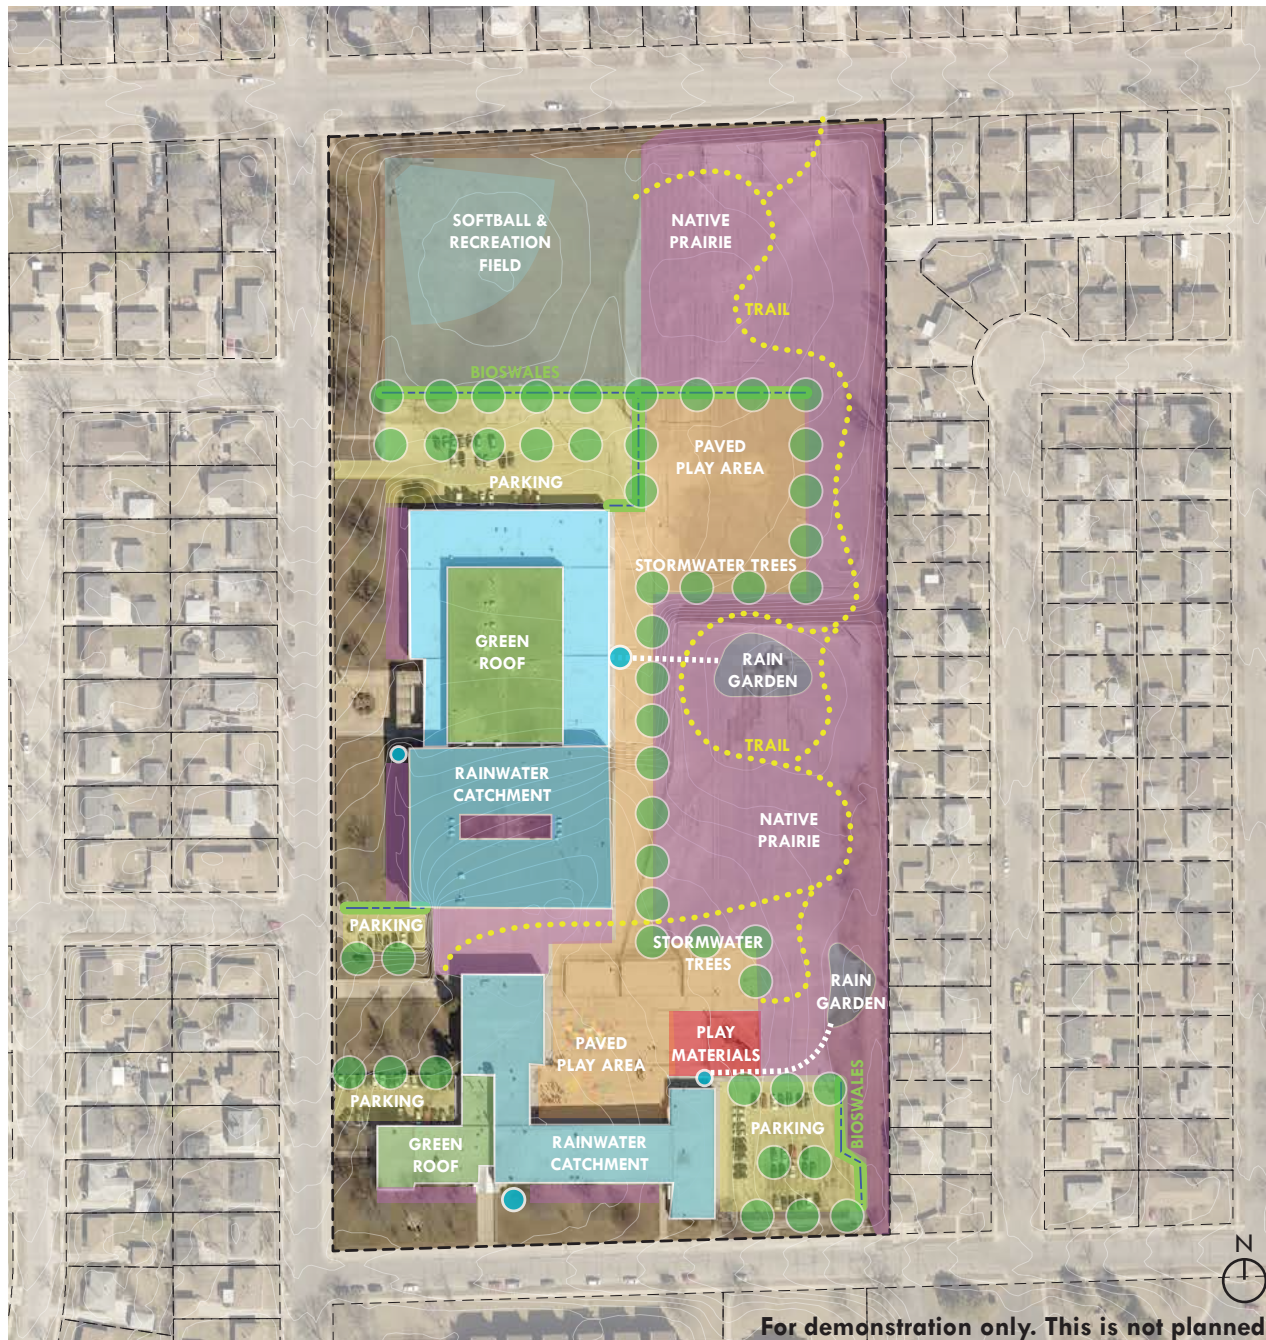 SOFTBALL &
RECREATION
FIELD
NATIVE
PRAIRIE
TRAIL
BIOSWALES
PAVED
PLAY AREA
PARKING
STORMWATER TREES
GREEN
ROOF
RAIN
GARDEN
TRAIL
RAINWATER
CATCHMENT
NATIVE
PRAIRIE
PARKING
STORMWATER
TREES
RAIN
GARDEN
PLAY
MATERIALS
PAVED
PLAY AREA
PARKING
BIOSWALES
PARKING
GREEN
ROOF
RAINWATER
CATCHMENT
N
For demonstration only. This is not planned